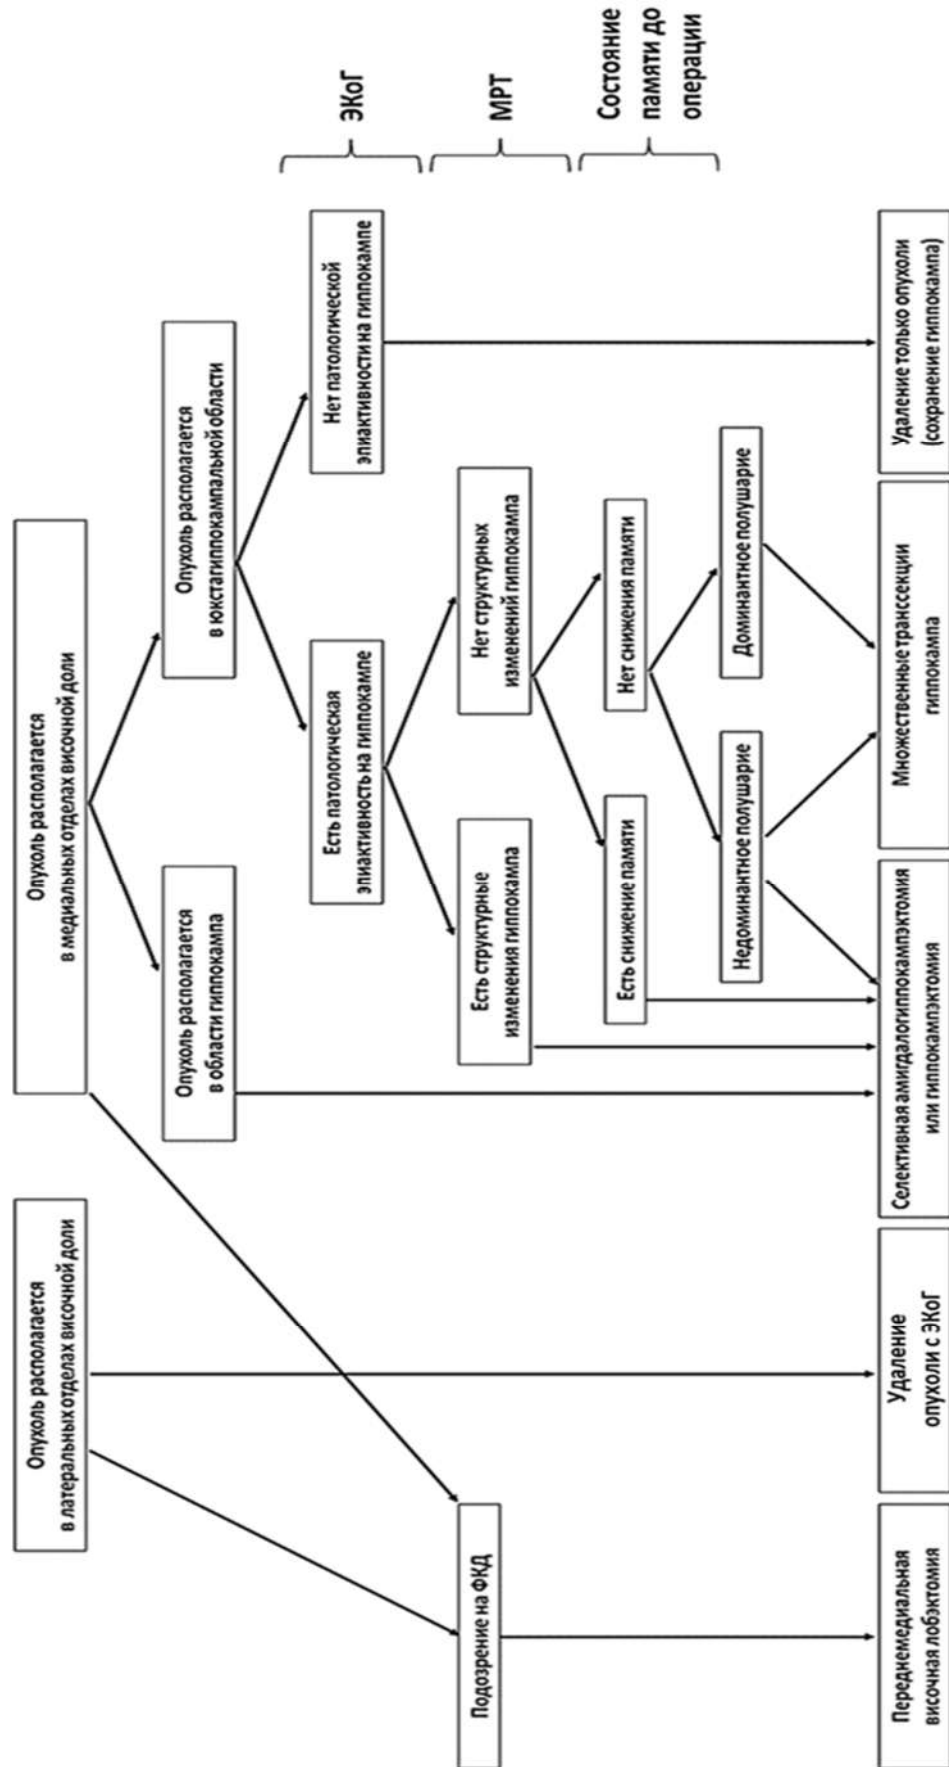 Опухоль располагается
в латеральных отделах височной доли
Опухоль располагается
в медиальных отделах височной доли
Опухоль располагается
в области гиппокампа
Опухоль располагается
в юкстагиппокампальной области
Есть патологическая
эпиактивность на гиппокампе
Нет патологической
эпиактивности на гиппокампе
ЭКоГ
Подозрение на ФКД
Есть структурные
изменения гиппокампа
Нет структурных
изменений гиппокампа
МРТ
Есть снижение памяти
Нет снижения памяти
Состояние
памяти до
операции
Недоминантное полушарие
Доминантное полушарие
Переднемедиальная
височная лобэктомия
Удаление
опухоли с ЭКоГ
Селективная амигдалогиппокампэктомия
или гиппокампэктомия
Множественные транссекции
гиппокампа
Удаление только опухоли
(сохранение гиппокампа)